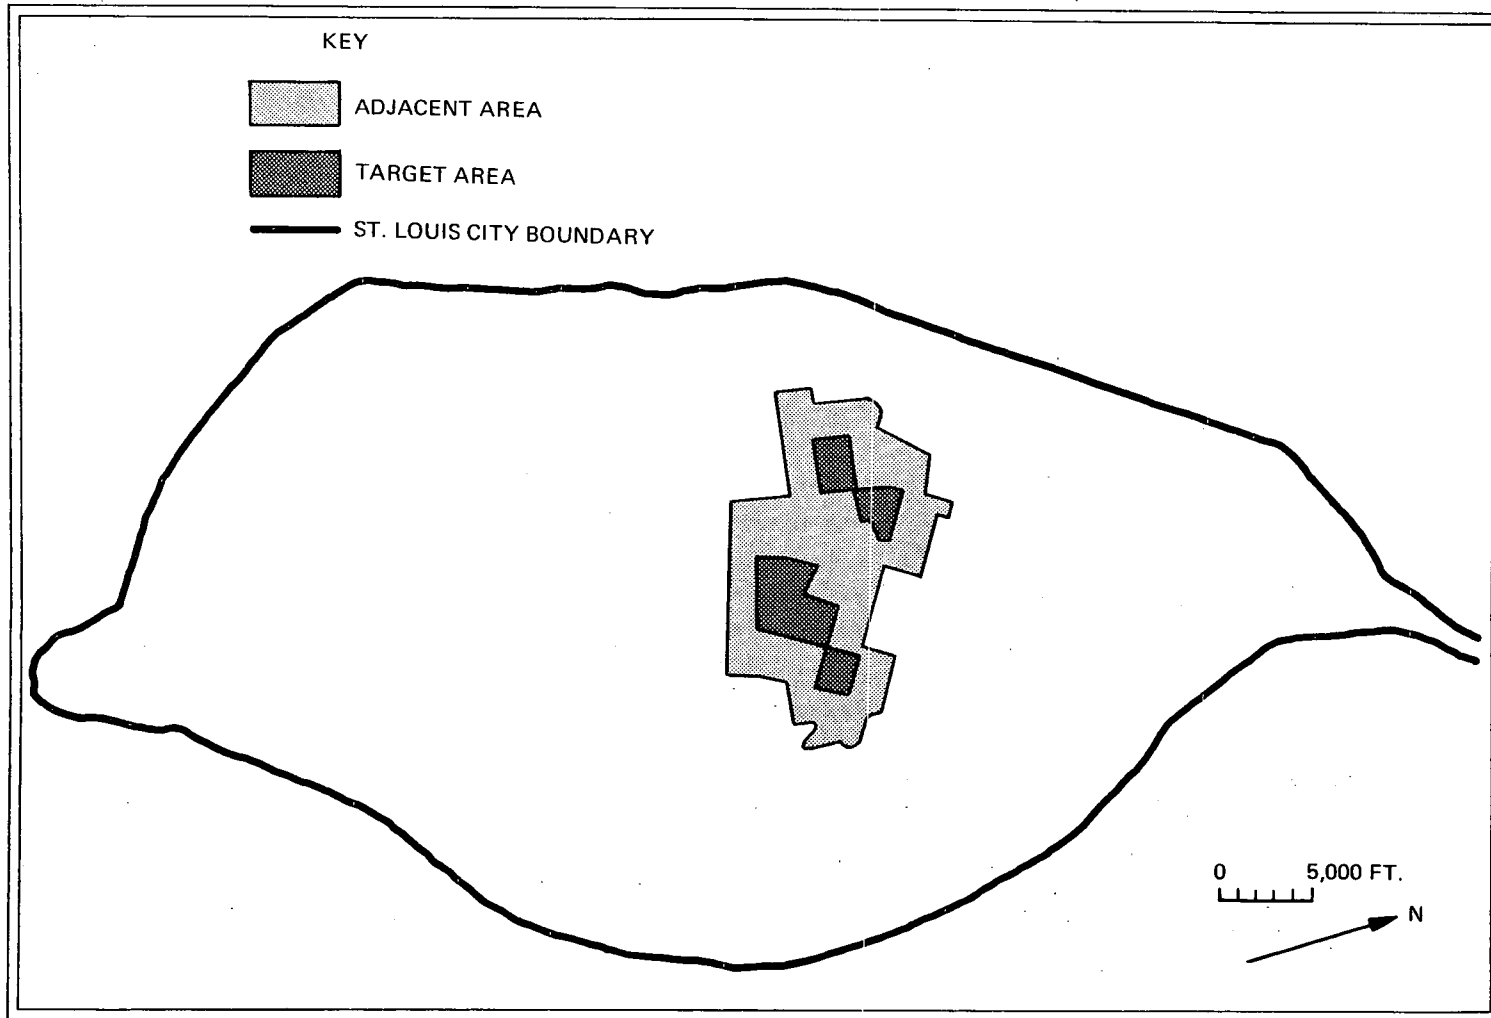 KEY
ADJACENT AREA
TARGET AREA
ST. LOUIS CITY BOUNDARY
0 5,000 FT.
N